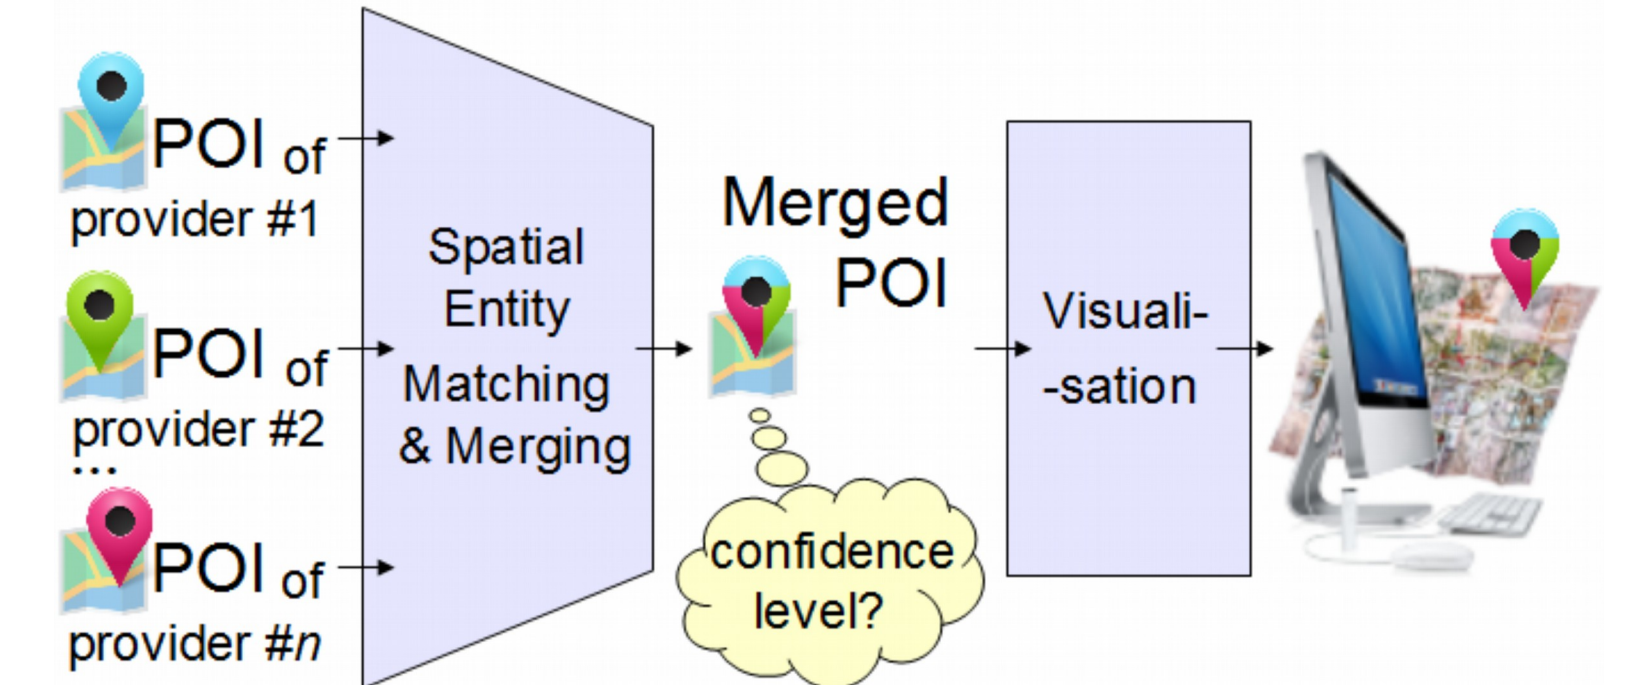 POI of
provider #1
POI of
provider #2
...
POI of
provider #n
Spatial
Entity
Matching
& Merging
Merged
POI
confidence
level?
Visuali-
-sation